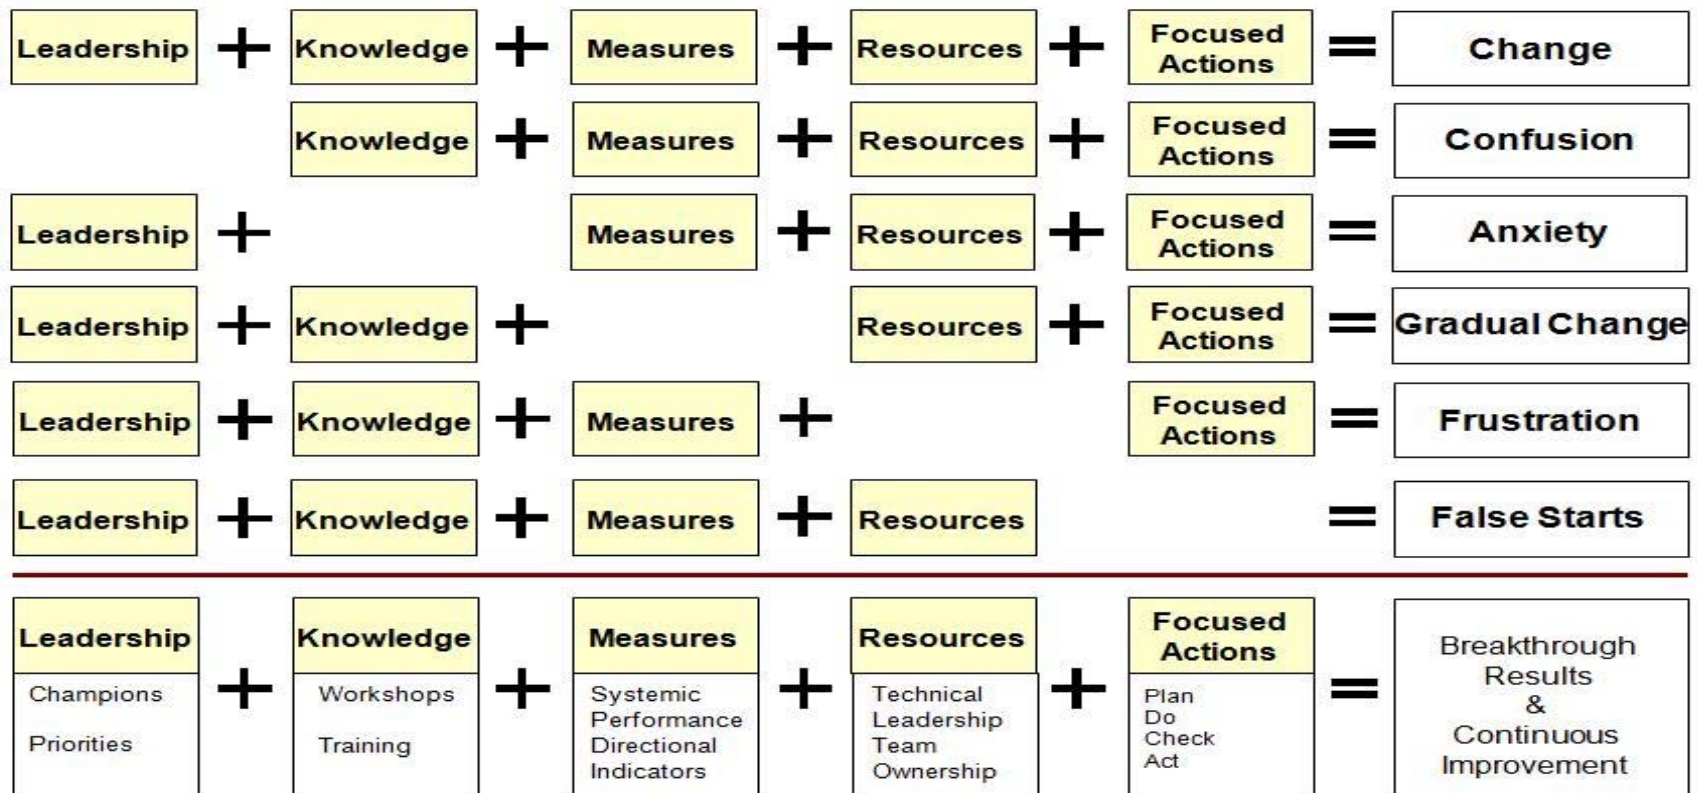 Leadership + Knowledge + Measures + Resources + Focused Actions = Change
Knowledge + Measures + Resources + Focused Actions = Confusion
Leadership + Measures + Resources + Focused Actions = Anxiety
Leadership + Knowledge + Resources + Focused Actions = Gradual Change
Leadership + Knowledge + Measures + Focused Actions = Frustration
Leadership + Knowledge + Measures + Resources = False Starts
Leadership + Knowledge + Measures + Resources + Focused Actions =
Champions
Priorities
Workshops
Training
Systemic
Performance
Directional
Indicators
Technical
Leadership
Team
Ownership
Plan
Do
Check
Act
Breakthrough
Results
&
Continuous
Improvement